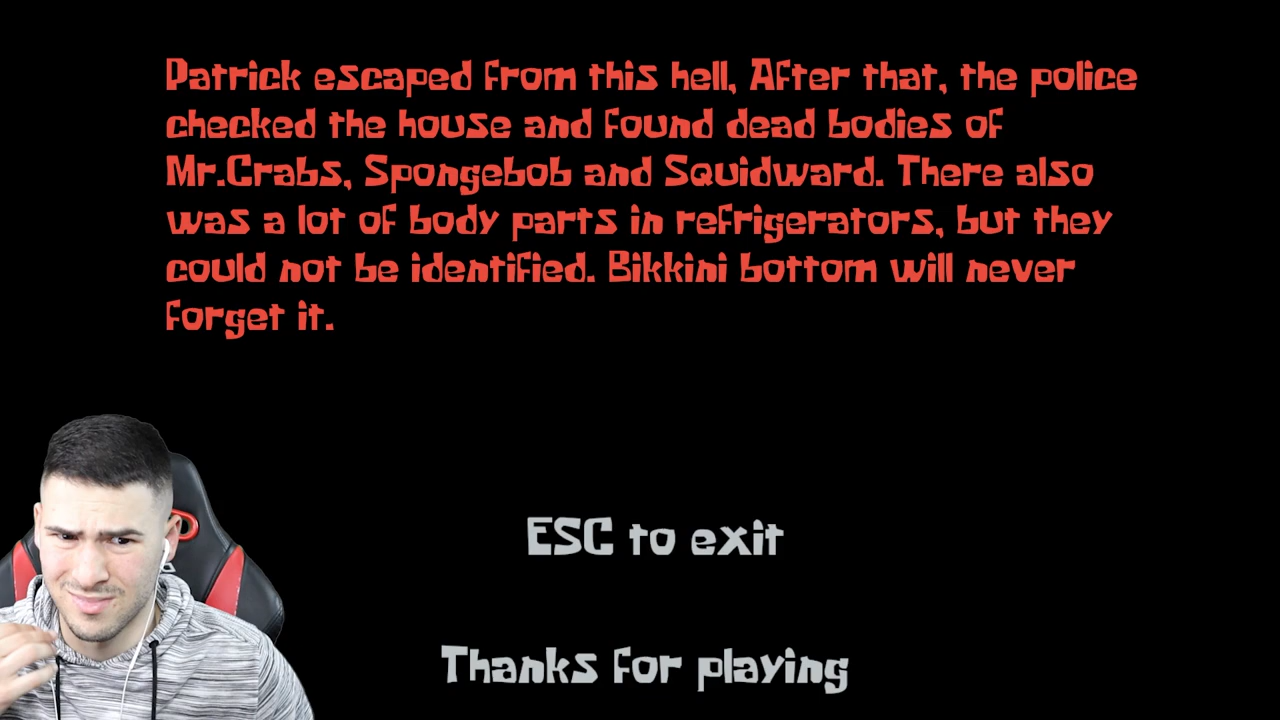 Patrick escaped from this hell, After that, the police
checked the house and found dead bodies of
Mr.Crabs, Spongebob and Squidward. There also
was a lot of body parts in refrigerators, but they
could not be identified. Bikkini bottom will never
forget it.
ESC to exit
Thanks for playing